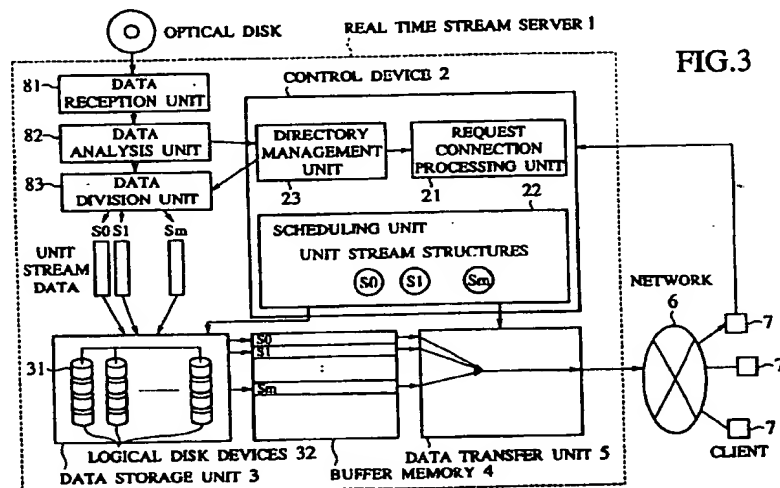 OPTICAL DISK
REAL TIME STREAM SERVER 1
FIG.3
81
DATA
RECEPTION UNIT
82
DATA
ANALYSIS UNIT
83
DATA
DIVISION UNIT
S0 S1 Sm
UNIT
STREAM
DATA
CONTROL DEVICE 2
DIRECTORY
MANAGEMENT
UNIT
23
REQUEST
CONNECTION
PROCESSING UNIT
21
22
SCHEDULING UNIT
UNIT STREAM STRUCTURES
S0 S1 Sm
NETWORK
6
7
7
7
CLIENT
31
S0
S1
:
Sm
LOGICAL DISK DEVICES 32
DATA STORAGE UNIT 3
BUFFER MEMORY 4
DATA TRANSFER UNIT 5